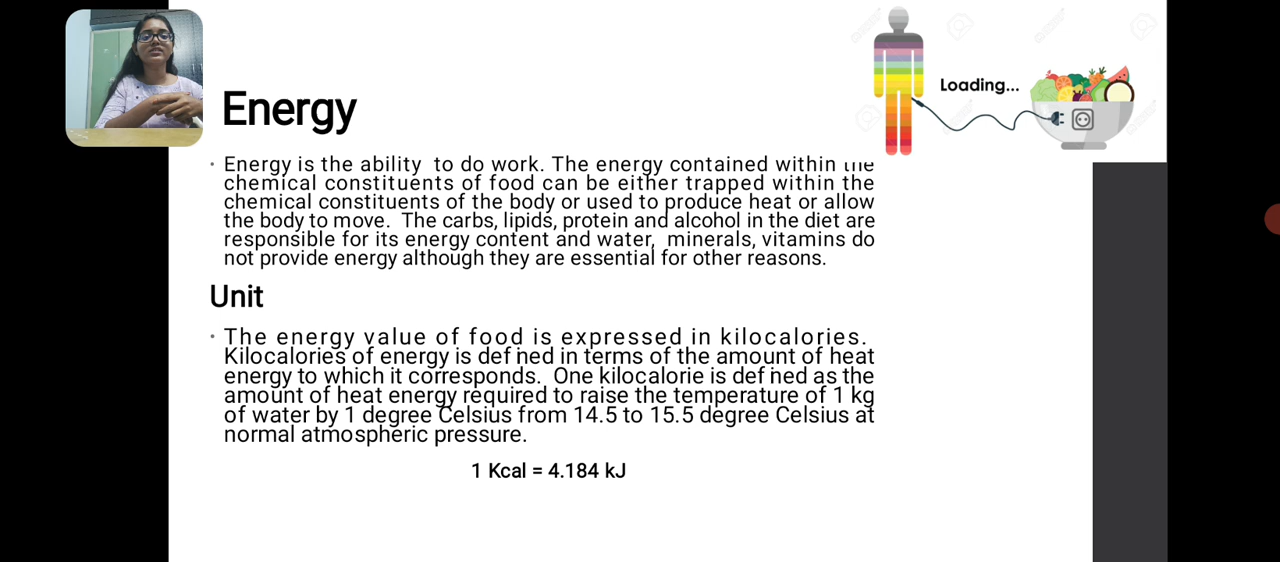 Loading...
Energy
• Energy is the ability to do work. The energy contained within the
chemical constituents of food can be either trapped within the
chemical constituents of the body or used to produce heat or allow
the body to move. The carbs, lipids, protein and alcohol in the diet are
responsible for its energy content and water, minerals, vitamins do
not provide energy although they are essential for other reasons.
Unit
• The energy value of food is expressed in kilocalories.
Kilocalories of energy is defined in terms of the amount of heat
energy to which it corresponds. One kilocalorie is defined as the
amount of heat energy required to raise the temperature of 1 kg
of water by 1 degree Celsius from 14.5 to 15.5 degree Celsius at
normal atmospheric pressure.
1 Kcal = 4.184 kJ